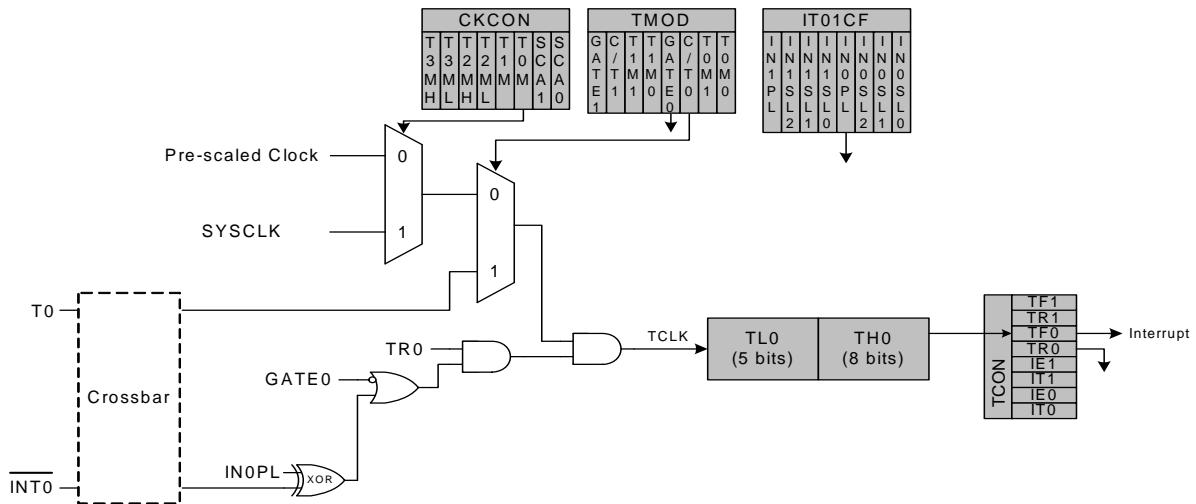 CKCON
T3MH T3ML T2MH T2ML T1M T0M SCA1 SCA0
TMOD
GATE1 C/T1 T1M1 T1M0 GATE0 C/T0 T0M1 T0M0
IT01CF
IN1PL IN1SL2 IN1SL1 IN1SL0 IN0PL IN0SL2 IN0SL1 IN0SL0
Pre-scaled Clock
0
SYSCLK
1
0
1
T0
Crossbar
INT0
TR0
GATE0
IN0PL
XOR
TCLK
TL0
(5 bits)
TH0
(8 bits)
TCON
TF1
TR1
TF0
TR0
IE1
IT1
IE0
IT0
Interrupt